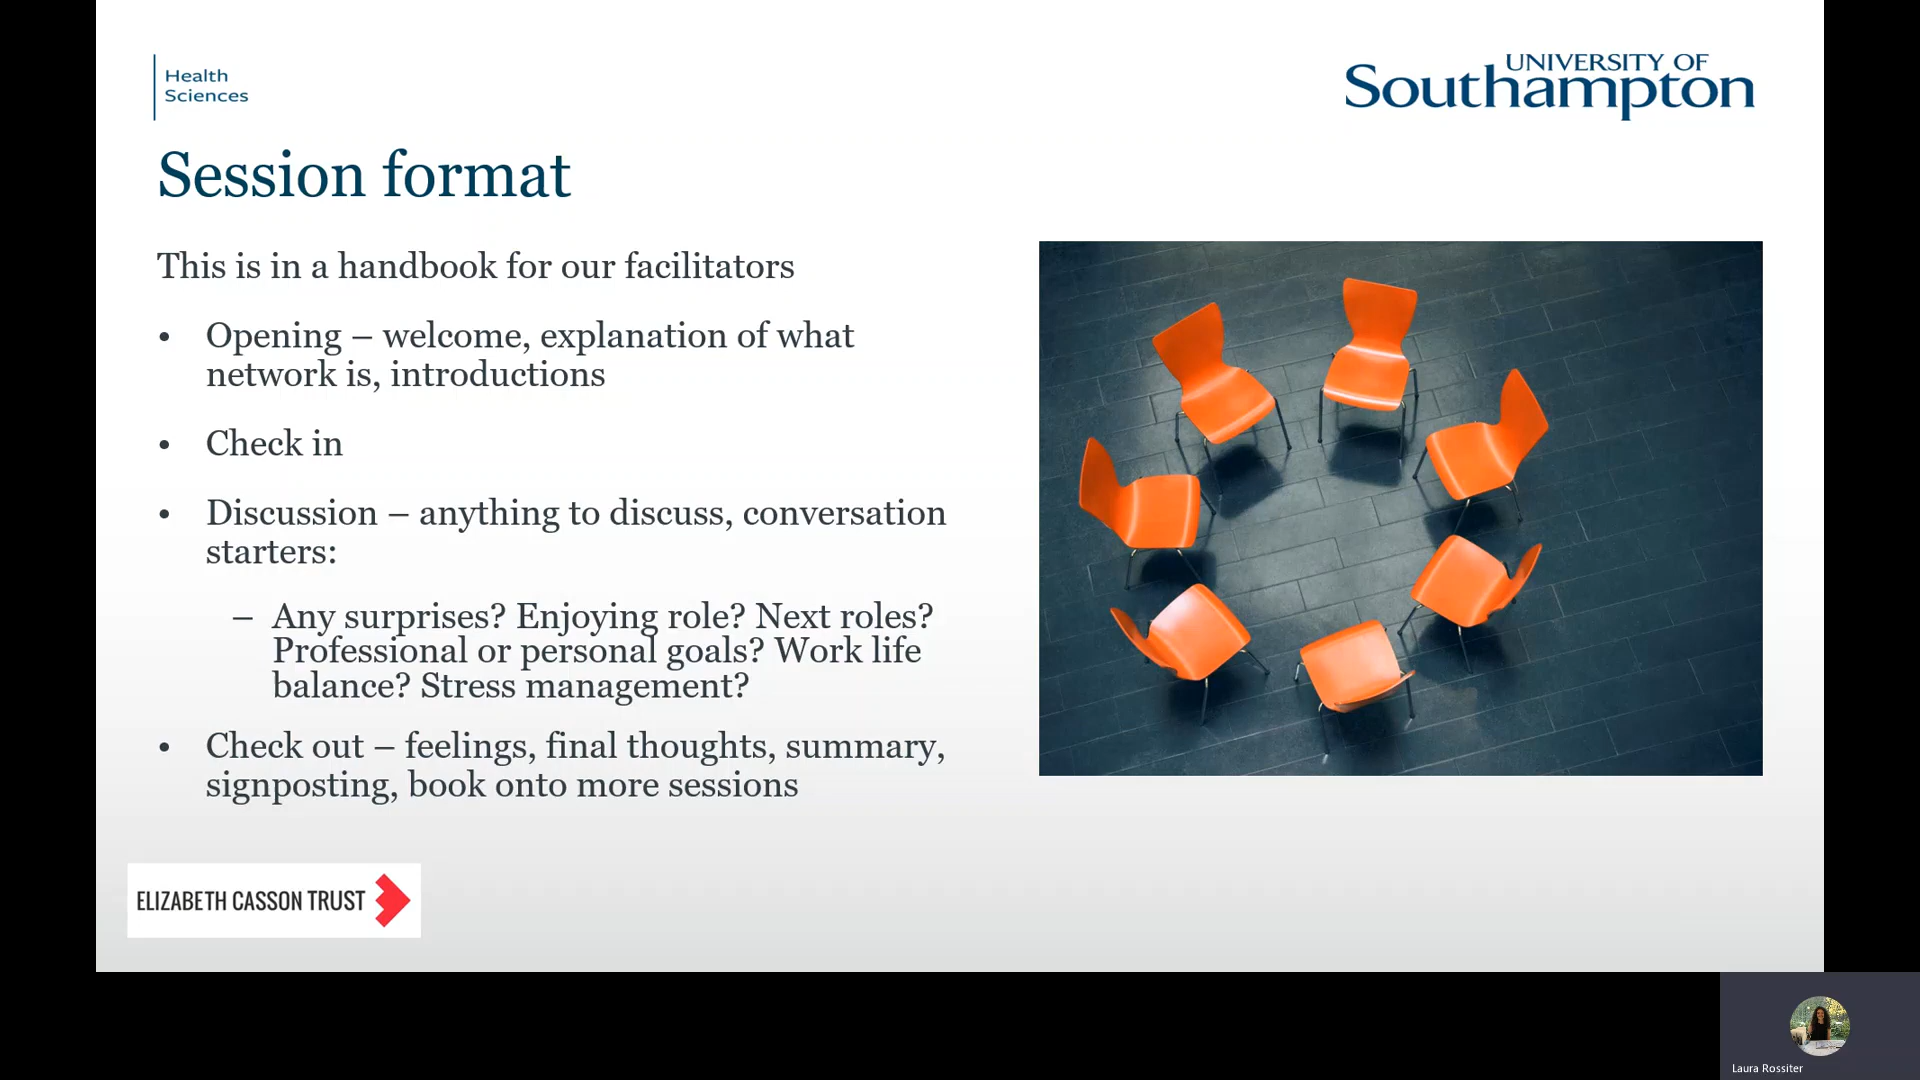 Health
Sciences
UNIVERSITY OF
Southampton
Session format
This is in a handbook for our facilitators
• Opening – welcome, explanation of what
network is, introductions
• Check in
• Discussion – anything to discuss, conversation
starters:
– Any surprises? Enjoying role? Next roles?
Professional or personal goals? Work life
balance? Stress management?
• Check out – feelings, final thoughts, summary,
signposting, book onto more sessions
ELIZABETH CASSON TRUST
Laura Rossiter